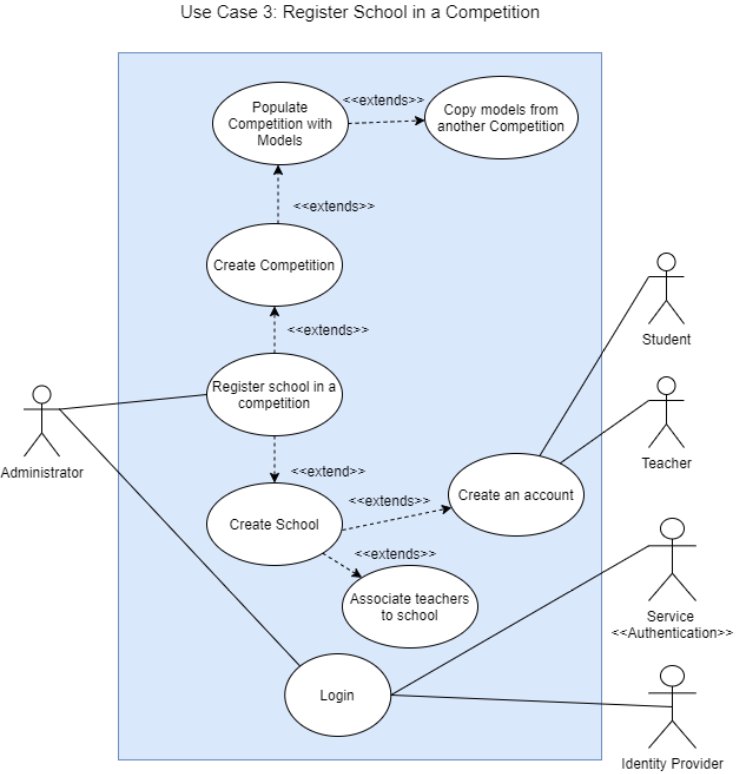 Use Case 3: Register School in a Competition
Populate
Competition with
Models
<<extends>>
Copy models from
another Competition
<<extends>>
Create Competition
<<extends>>
Register school in a
competition
Administrator
Student
Teacher
<<extend>>
Create School
<<extends>>
Create an account
<<extends>>
Associate teachers
to school
Service
<<Authentication>>
Login
Identity Provider